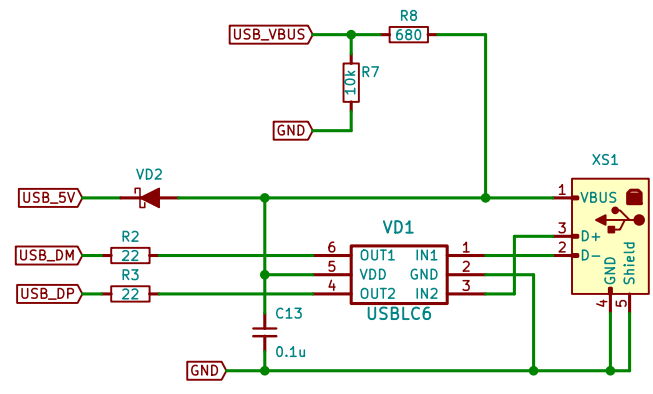 R8
USB_VBUS
680
R7
10k
GND
XS1
VD2
USB_5V
1
VBUS
VD1
R2
USB_DM
22
6
OUT1
IN1
1
3
D+
2
D-
5
VDD
GND
2
R3
USB_DP
22
4
OUT2
IN2
3
GND
Shield
4
5
USBLC6
C13
0.1u
GND